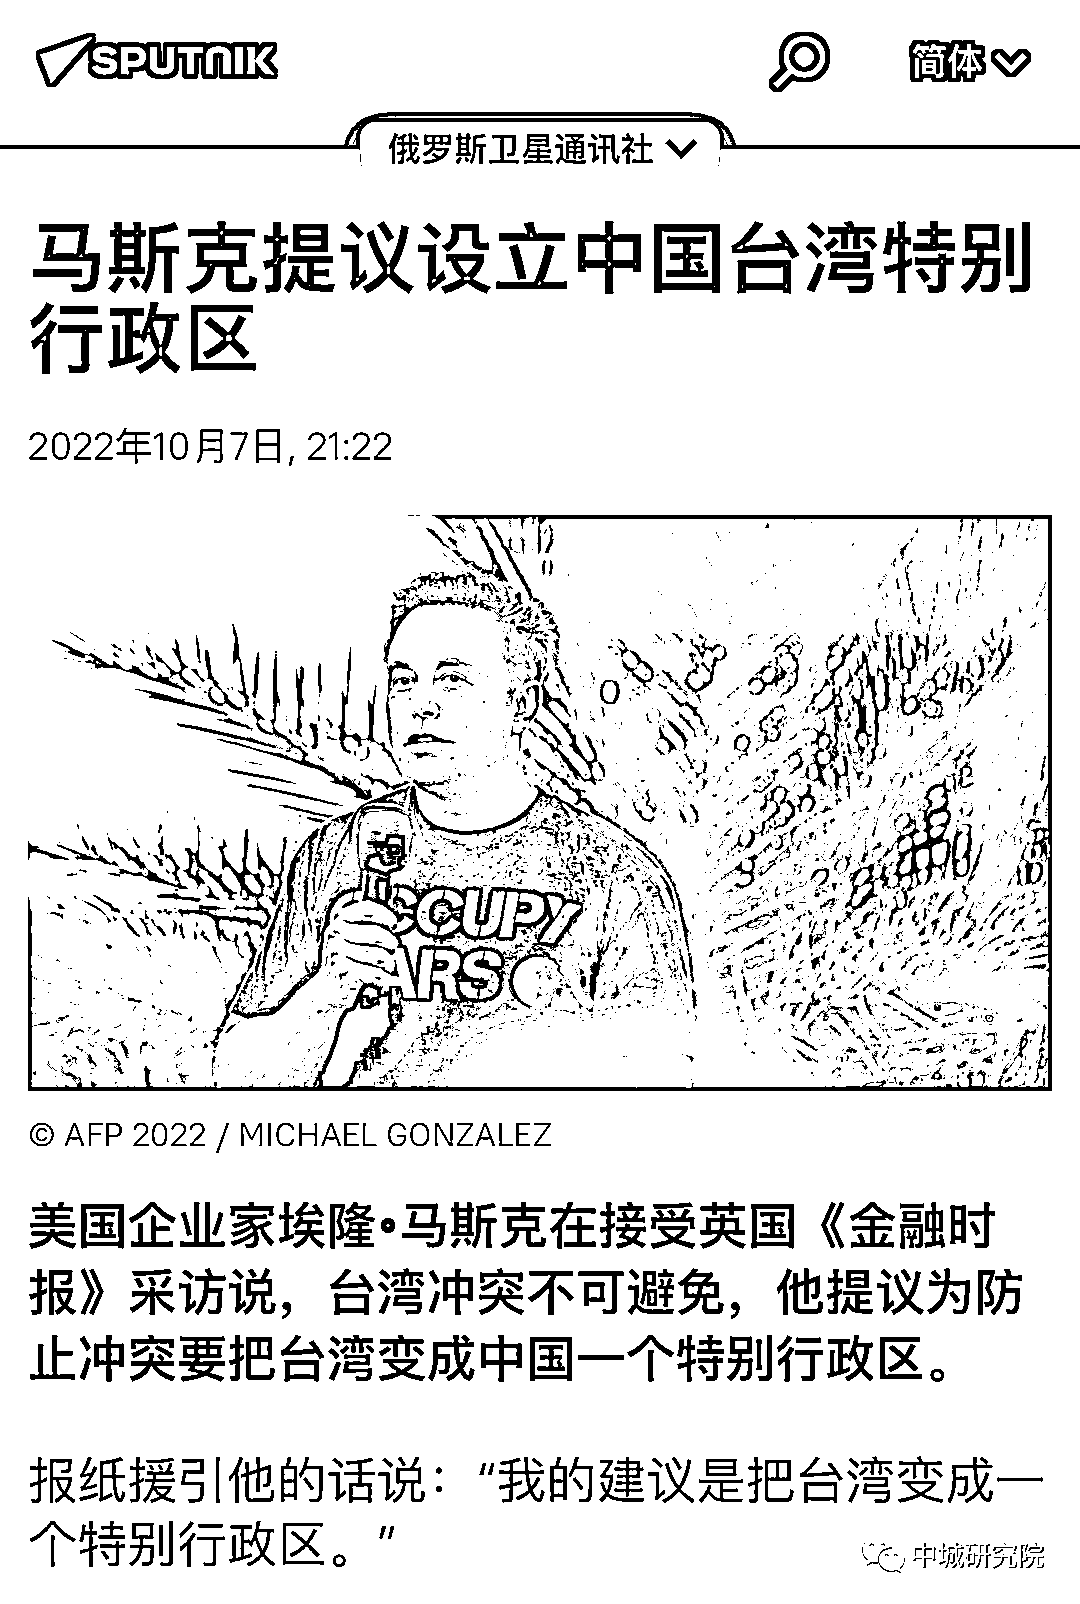 SPUTNIK
简体
俄罗斯卫星通讯社
马斯克提议设立中国台湾特别
行政区
2022年10月7日, 21:22
OCCUPY
ARS
© AFP 2022 / MICHAEL GONZALEZ
美国企业家埃隆•马斯克在接受英国《金融时
报》采访说，台湾冲突不可避免，他提议为防
止冲突要把台湾变成中国一个特别行政区。
报纸援引他的话说：“我的建议是把台湾变成一
个特别行政区。”
中城研究院